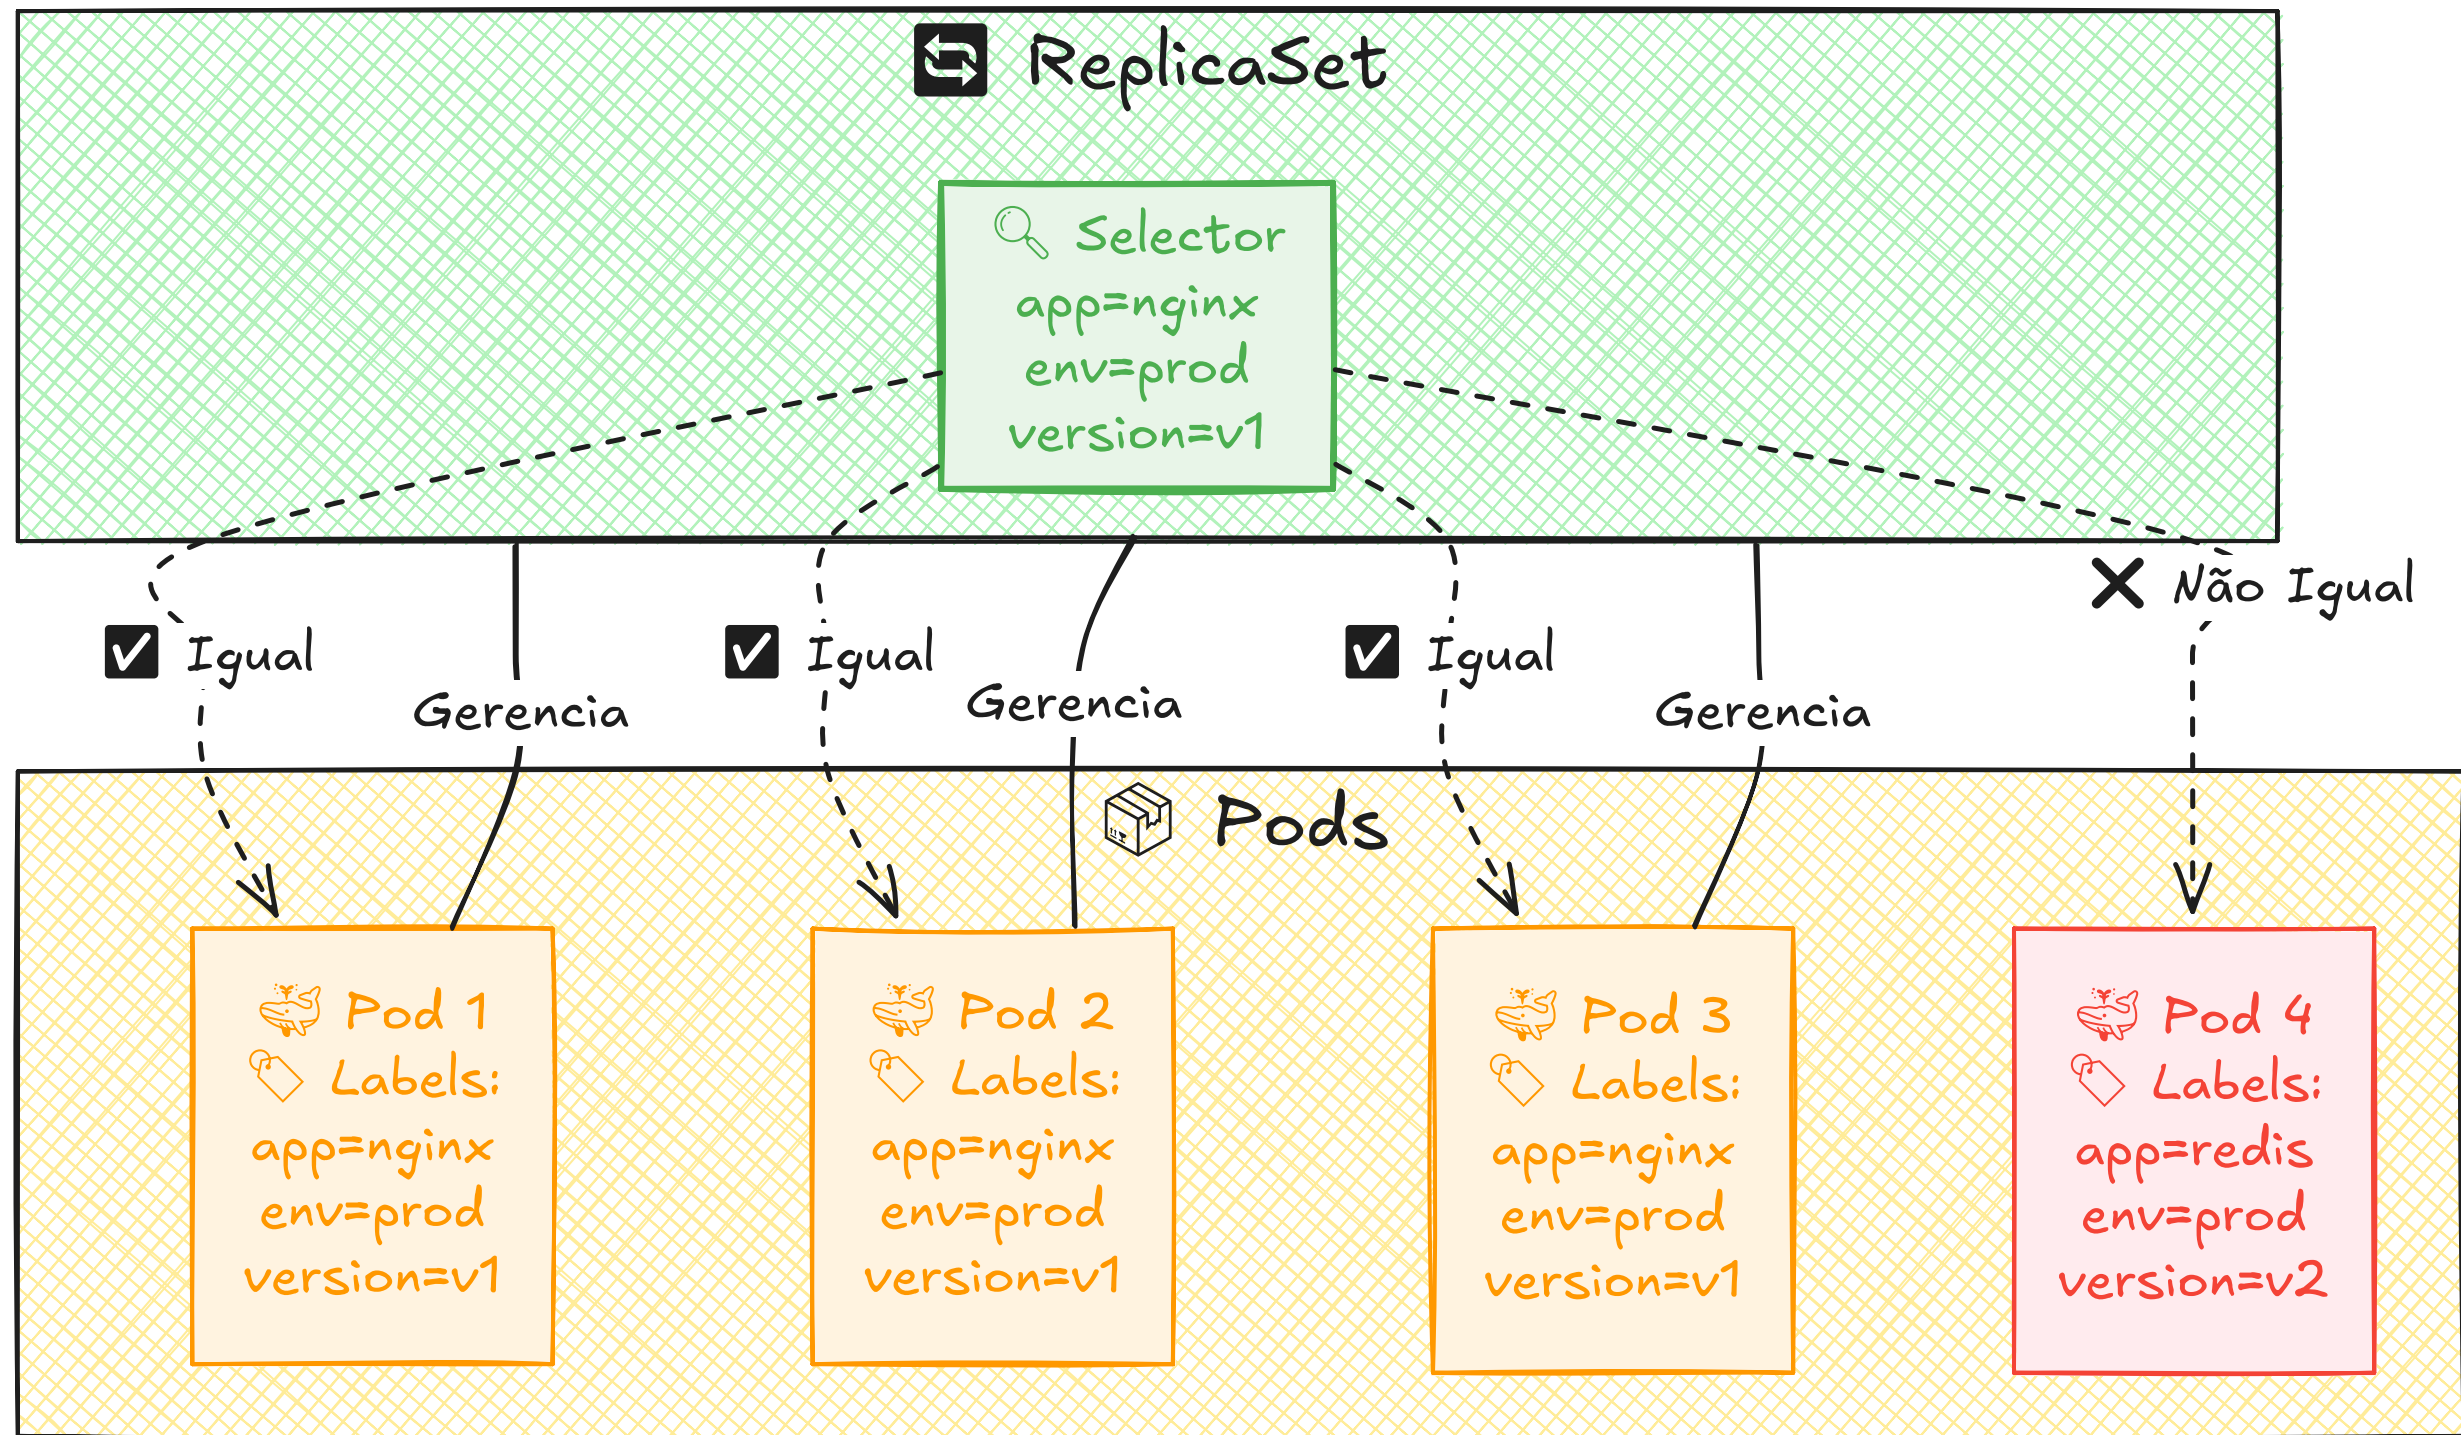 ReplicaSet
Selector
app=nginx
env=prod
version=v1
Não Igual
Igual
Igual
Igual
Gerencia
Gerencia
Gerencia
Pods
Pod 1
Labels:
app=nginx
env=prod
version=v1
Pod 2
Labels:
app=nginx
env=prod
version=v1
Pod 3
Labels:
app=nginx
env=prod
version=v1
Pod 4
Labels:
app=redis
env=prod
version=v2